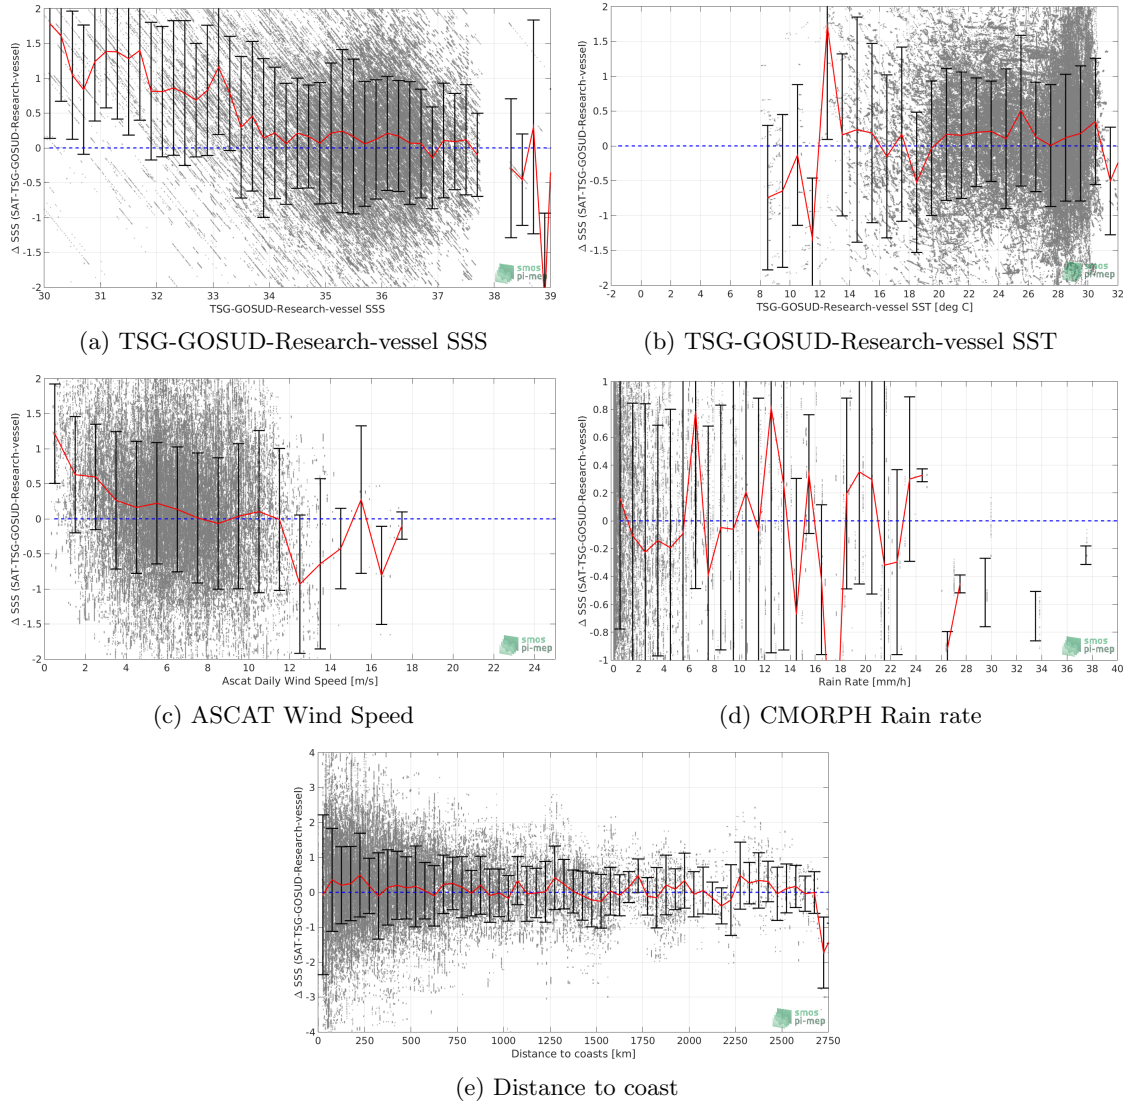 2
1.5
1
0.5
0
-0.5
-1
-1.5
-2
Δ SSS (SAT-TSG-GOSUD-Research-vessel)
30 31 32 33 34 35 36 37 38 39
TSG-GOSUD-Research-vessel SSS
smos
pi-mep
(a) TSG-GOSUD-Research-vessel SSS
2
1.5
1
0.5
0
-0.5
-1
-1.5
-2
Δ SSS (SAT-TSG-GOSUD-Research-vessel)
-2 0 2 4 6 8 10 12 14 16 18 20 22 24 26 28 30 32
TSG-GOSUD-Research-vessel SST [deg C]
smos
pi-mep
(b) TSG-GOSUD-Research-vessel SST
2
1.5
1
0.5
0
-0.5
-1
-1.5
-2
Δ SSS (SAT-TSG-GOSUD-Research-vessel)
0 2 4 6 8 10 12 14 16 18 20 22 24
Ascat Daily Wind Speed [m/s]
smos
pi-mep
(c) ASCAT Wind Speed
1
0.8
0.6
0.4
0.2
0
-0.2
-0.4
-0.6
-0.8
-1
Δ SSS (SAT-TSG-GOSUD-Research-vessel)
0 2 4 6 8 10 12 14 16 18 20 22 24 26 28 30 32 34 36 38 40
Rain Rate [mm/h]
smos
pi-mep
(d) CMORPH Rain rate
4
3
2
1
0
-1
-2
-3
-4
Δ SSS (SAT-TSG-GOSUD-Research-vessel)
0 250 500 750 1000 1250 1500 1750 2000 2250 2500 2750
Distance to coasts [km]
smos
pi-mep
(e) Distance to coast